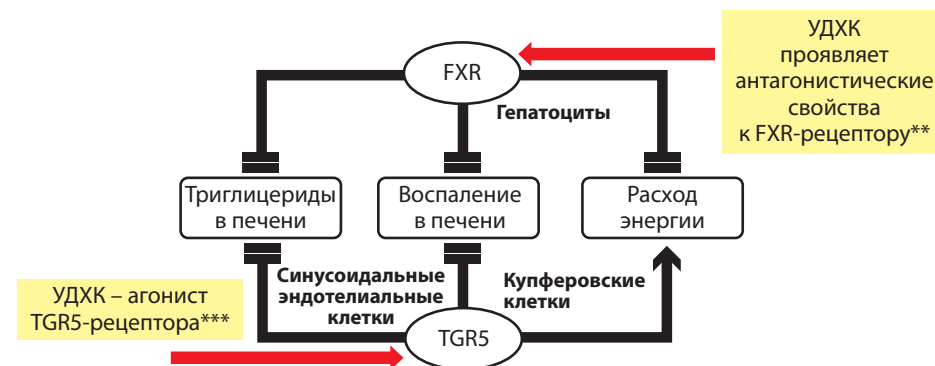 УДХК
проявляет
антагонистические
свойства
к FXR-рецептору**
FXR
Гепатоциты
Триглицериды
в печени
Воспаление
в печени
Расход
энергии
Синусоидальные
эндотелиальные
клетки
Купферовские
клетки
УДХК – агонист
TGR5-рецептора***
TGR5